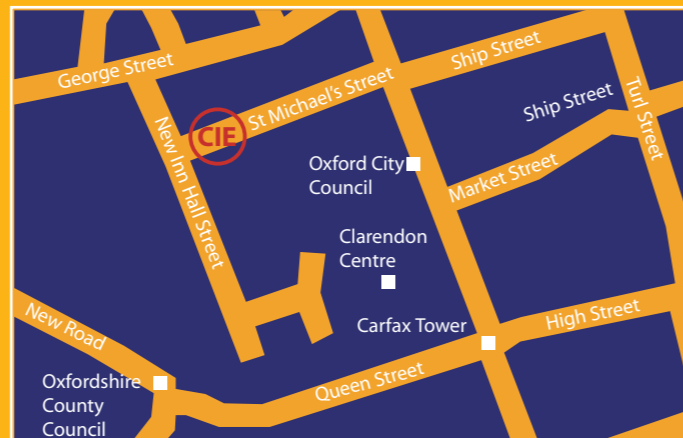 George Street
Ship Street
St Michael's Street
CIE
Turl Street
Ship Street
New Inn Hall Street
Oxford City
Council
Market Street
Clarendon
Centre
New Road
Carfax Tower
High Street
Oxfordshire
County
Council
Queen Street